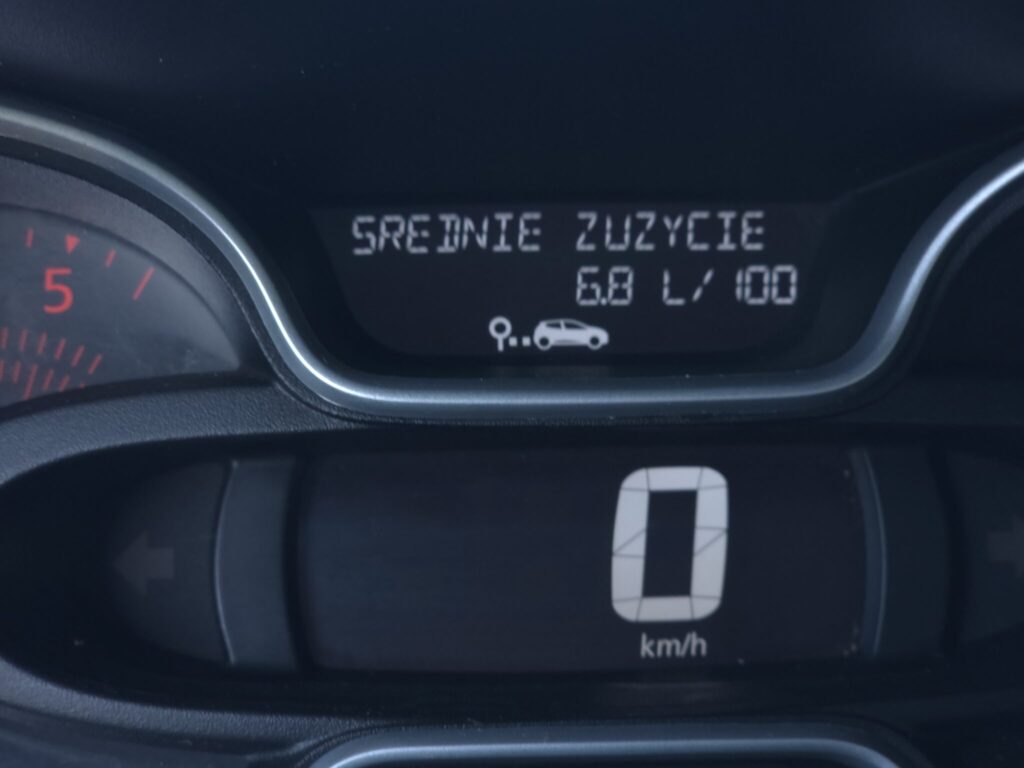 SREDNIE ZUZYCIE
6.8 L/100
5
0
km/h